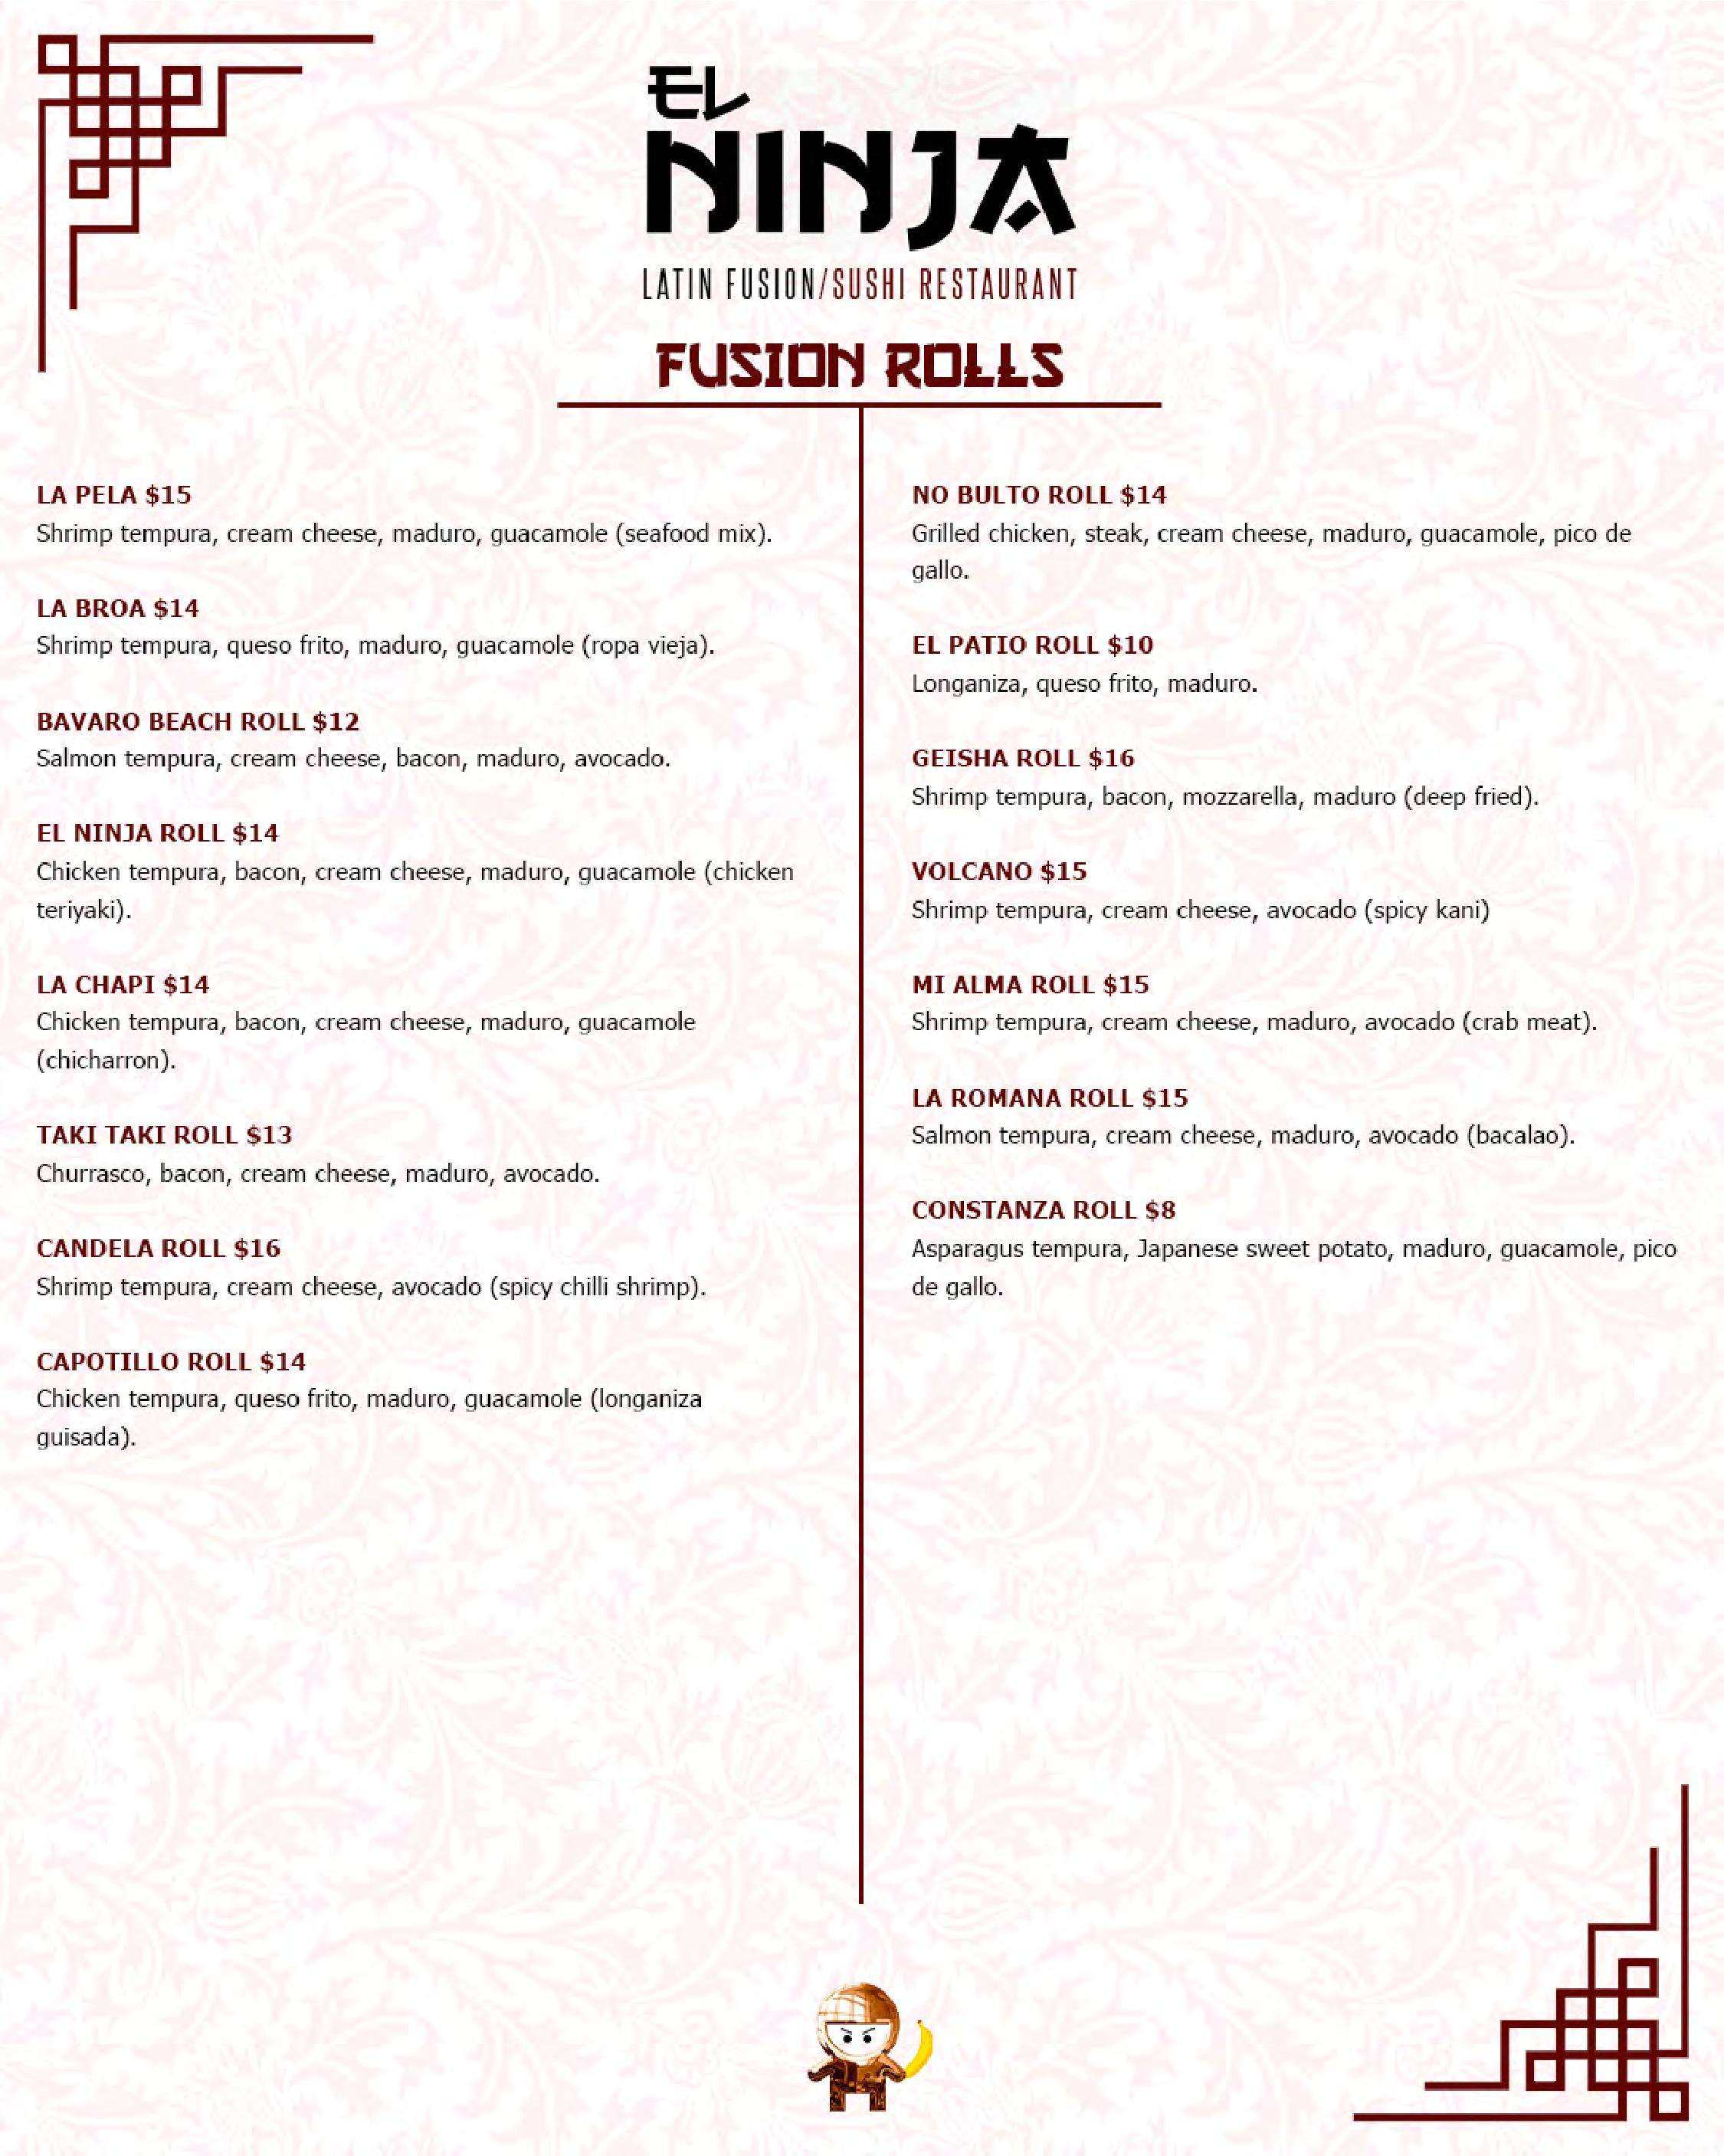 EL
NINJA
LATIN FUSION/SUSHI RESTAURANT
FUSION ROLLS
LA PELA $15
Shrimp tempura, cream cheese, maduro, guacamole (seafood mix).
LA BROA $14
Shrimp tempura, queso frito, maduro, guacamole (ropa vieja).
BAVARO BEACH ROLL $12
Salmon tempura, cream cheese, bacon, maduro, avocado.
EL NINJA ROLL $14
Chicken tempura, bacon, cream cheese, maduro, guacamole (chicken
teriyaki).
LA CHAPI $14
Chicken tempura, bacon, cream cheese, maduro, guacamole
(chicharron).
TAKI TAKI ROLL $13
Churrasco, bacon, cream cheese, maduro, avocado.
CANDELA ROLL $16
Shrimp tempura, cream cheese, avocado (spicy chilli shrimp).
CAPOTILLO ROLL $14
Chicken tempura, queso frito, maduro, guacamole (longaniza
guisada).
NO BULTO ROLL $14
Grilled chicken, steak, cream cheese, maduro, guacamole, pico de
gallo.
EL PATIO ROLL $10
Longaniza, queso frito, maduro.
GEISHA ROLL $16
Shrimp tempura, bacon, mozzarella, maduro (deep fried).
VOLCANO $15
Shrimp tempura, cream cheese, avocado (spicy kani)
MI ALMA ROLL $15
Shrimp tempura, cream cheese, maduro, avocado (crab meat).
LA ROMANA ROLL $15
Salmon tempura, cream cheese, maduro, avocado (bacalao).
CONSTANZA ROLL $8
Asparagus tempura, Japanese sweet potato, maduro, guacamole, pico
de gallo.